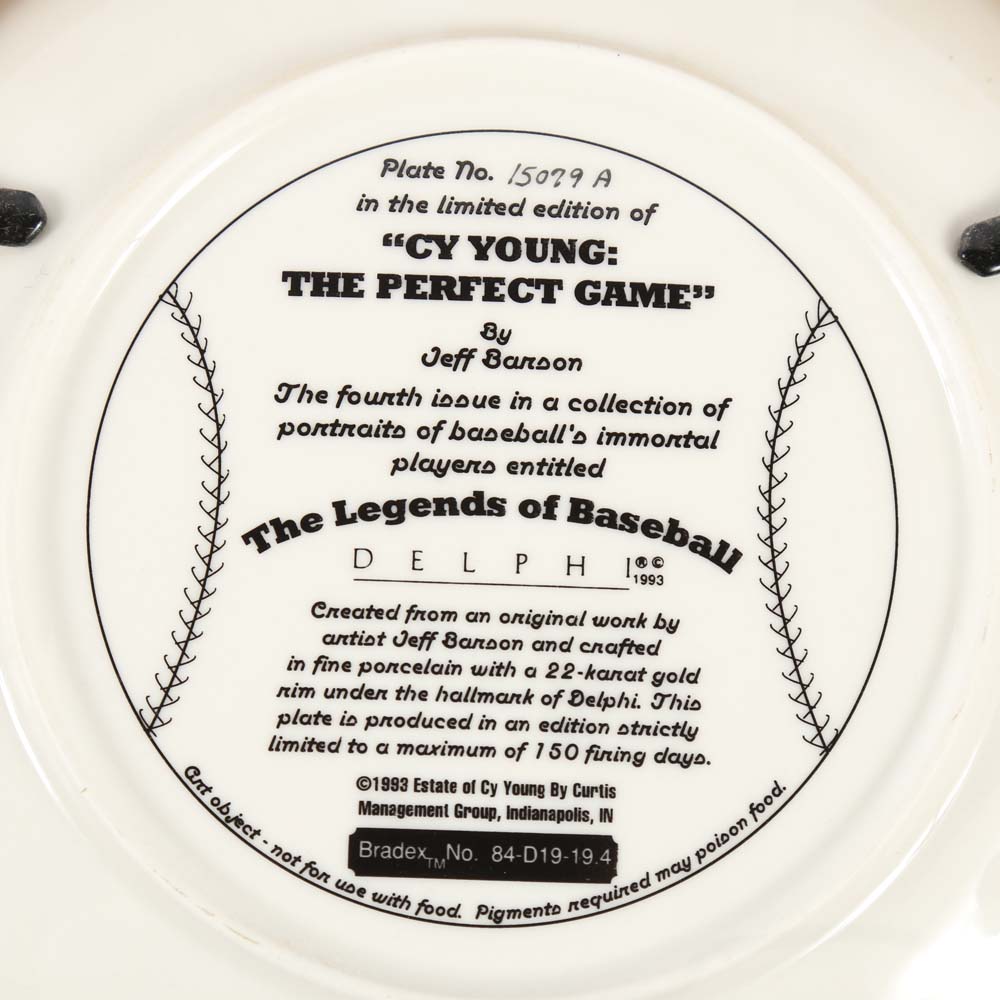 Plate No. 15079 A
in the limited edition of
“CY YOUNG:
THE PERFECT GAME”
By
Jeff Barson
The fourth issue in a collection of
portraits of baseball's immortal
players entitled
The Legends of Baseball
DELPHI ®©
1993
Created from an original work by
artist Jeff Barson and crafted
in fine porcelain with a 22-karat gold
rim under the hallmark of Delphi. This
plate is produced in an edition strictly
limited to a maximum of 150 firing days.
©1993 Estate of Cy Young By Curtis
Management Group, Indianapolis, IN
Bradex TM No. 84-D19-19.4
Art object - not for use with food. Pigments required may poison food.